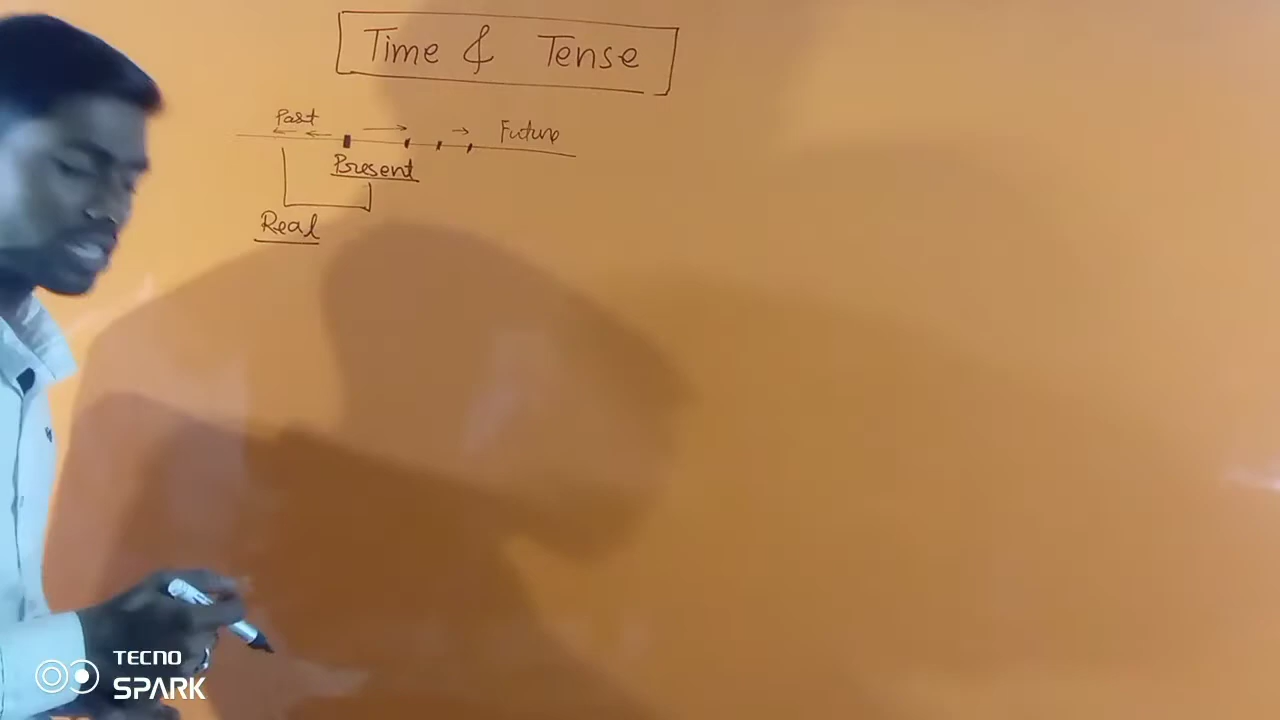 Time & Tense
Past Future
Present
Real
TECNO
SPARK